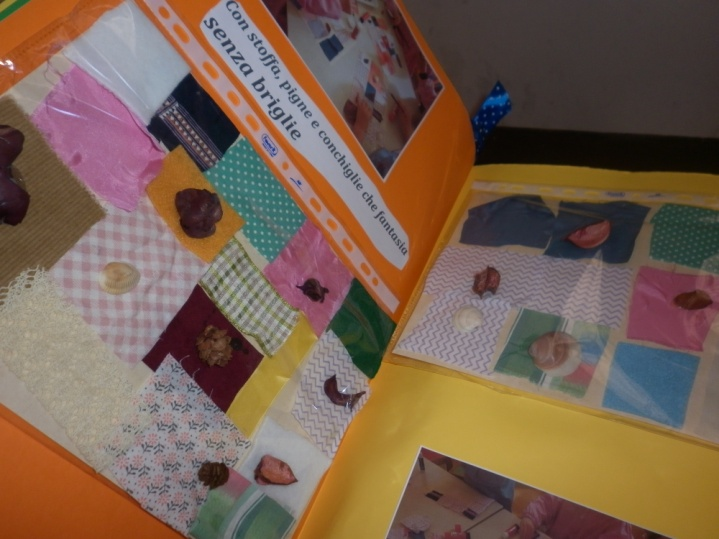 Con stoffa, pigne e conchiglie che fantasia
senza briglie